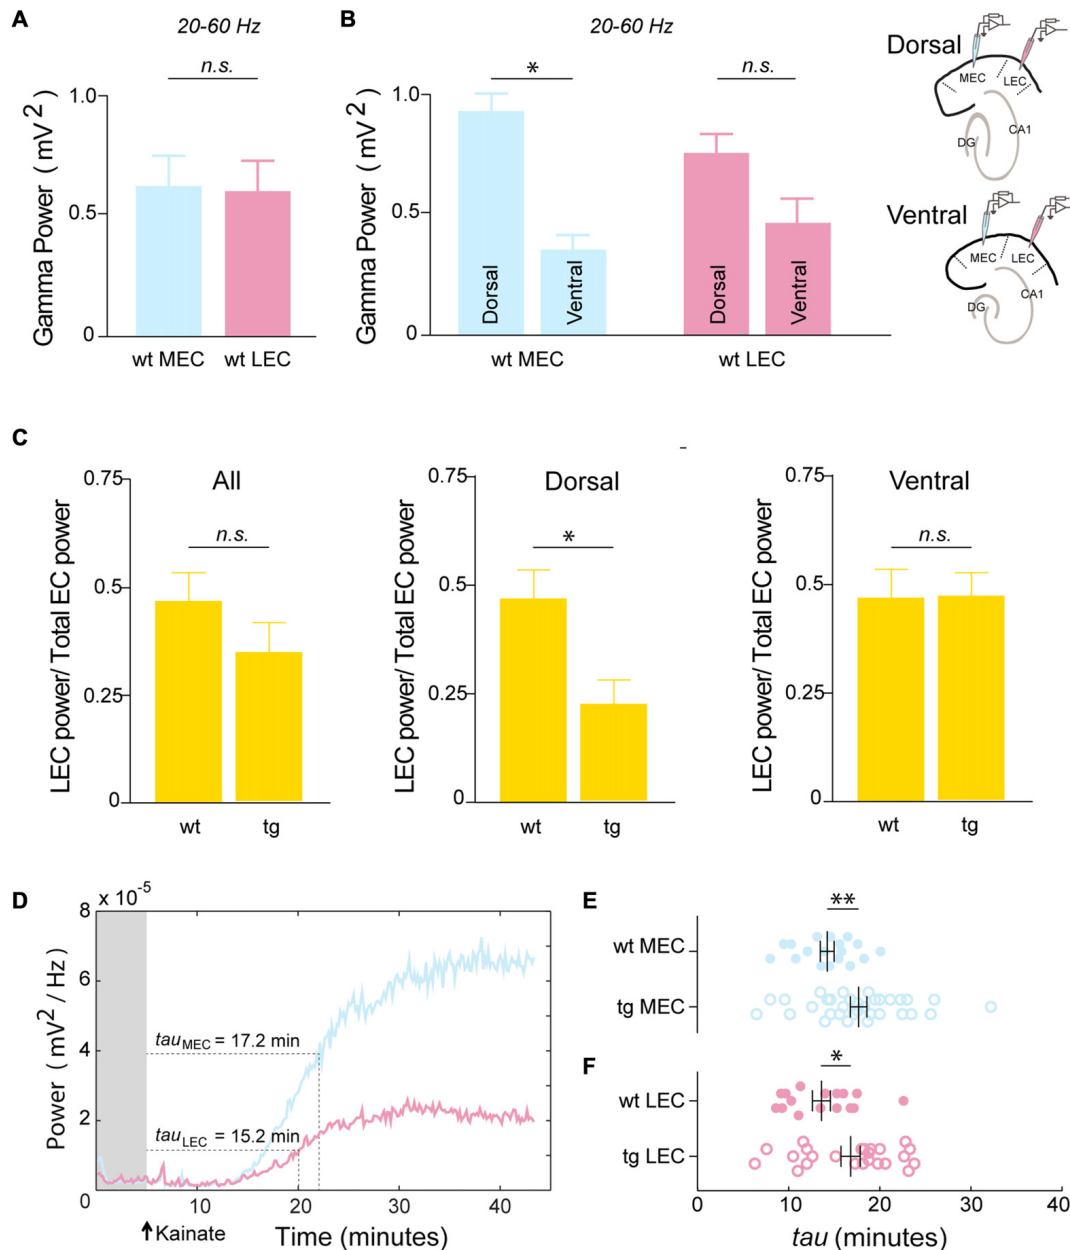 A
20-60 Hz
n.s.
Gamma Power ( mV2 )
1.0
0.5
0
wt MEC
wt LEC
B
20-60 Hz
*
n.s.
Gamma Power ( mV2 )
1.0
0.5
0
Dorsal
Ventral
Dorsal
Ventral
wt MEC
wt LEC
Dorsal
MEC
LEC
CA1
DG
Ventral
MEC
LEC
CA1
DG
C
All
n.s.
LEC power/ Total EC power
0.75
0.5
0.25
0
wt
tg
Dorsal
*
LEC power/ Total EC power
0.75
0.5
0.25
0
wt
tg
Ventral
n.s.
LEC power/ Total EC power
0.75
0.5
0.25
0
wt
tg
D
x 10-5
Power ( mV2 / Hz )
8
6
4
2
0
tauMEC = 17.2 min
tauLEC = 15.2 min
10
20
30
40
Kainate
Time (minutes)
E
**
wt MEC
tg MEC
F
*
wt LEC
tg LEC
0
10
20
30
40
tau (minutes)